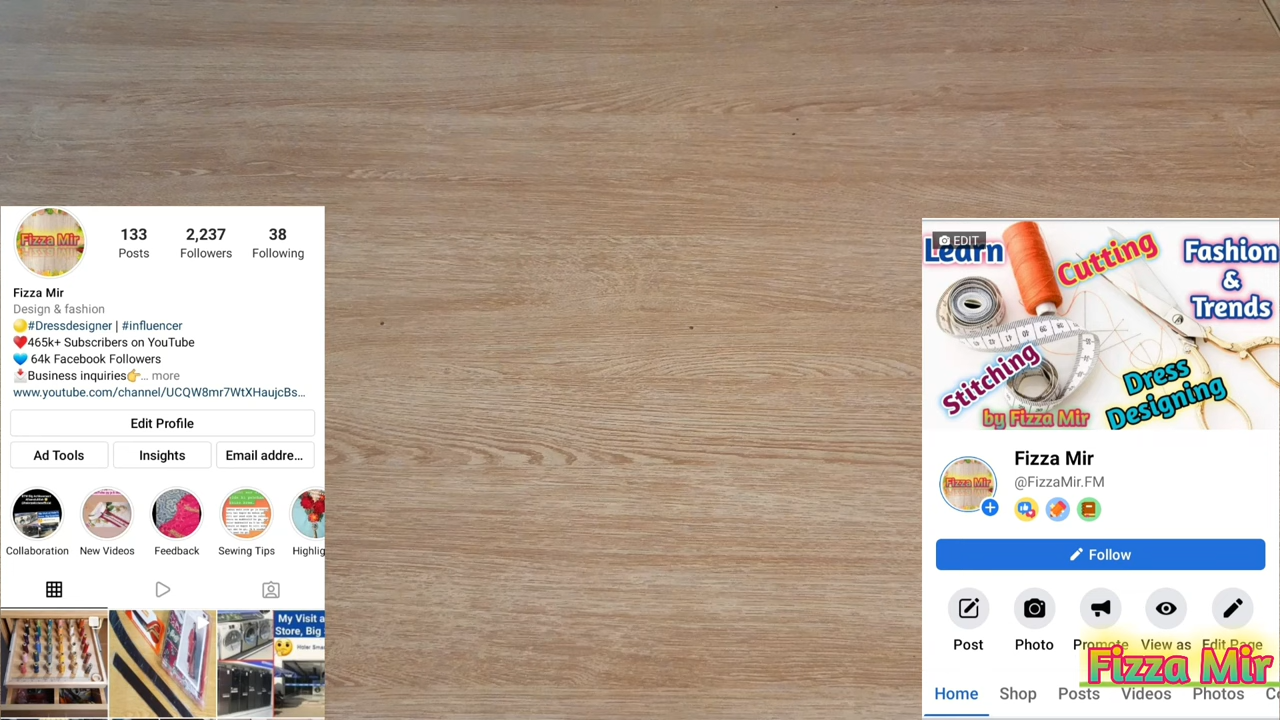 Fizza Mir
133
2,237
38
Posts
Followers
Following
Fizza Mir
Design & fashion
#Dressdesigner | #influencer
465k+ Subscribers on YouTube
64k Facebook Followers
Business inquiries... more
www.youtube.com/channel/UCQW8mr7WtXHaujcBs...
Edit Profile
Ad Tools
Insights
Email addre...
Collaboration
New Videos
Feedback
Sewing Tips
Highlig
My Visit a
Store, Big
EDIT
Learn
Cutting
Fashion
&
Trends
Stitching
Dress
Designing
by Fizza Mir
Fizza Mir
Fizza Mir
@FizzaMir.FM
Follow
Post
Photo
Promote
View as
Edit Page
Fizza Mir
Home
Shop
Posts
Videos
Photos